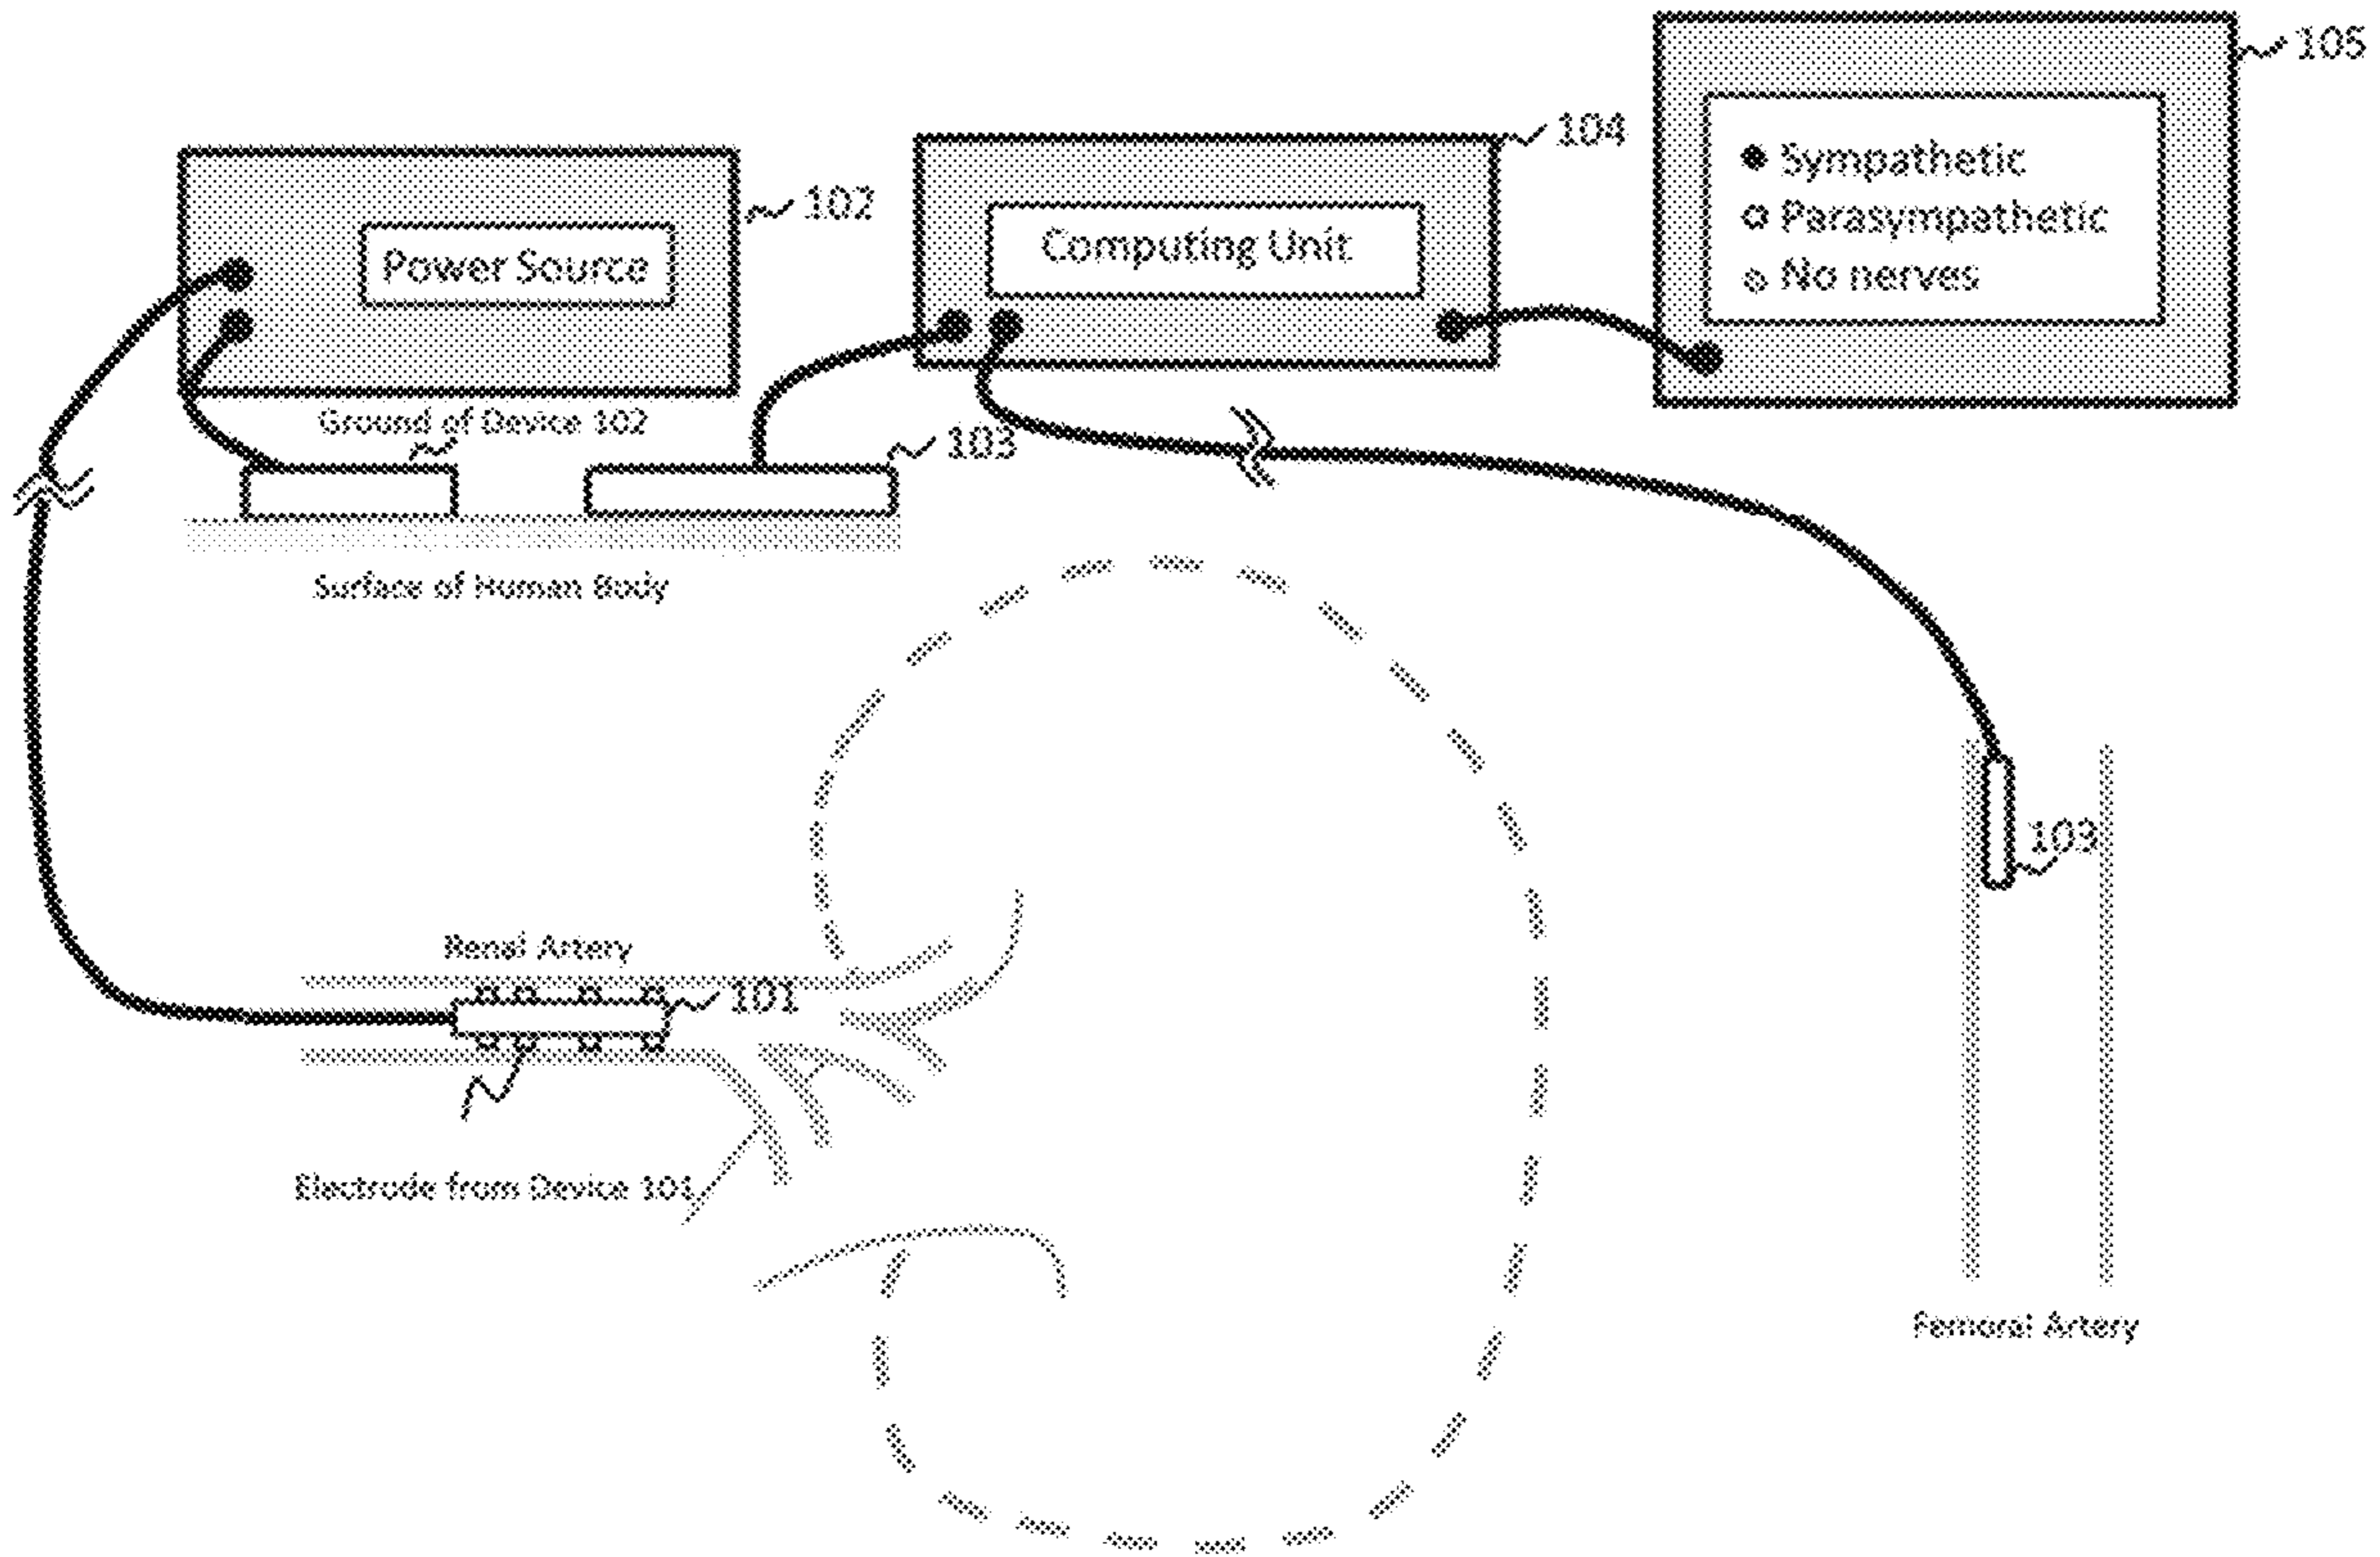 105
104
Sympathetic
Parasympathetic
No nerves
102
Computing Unit
Power Source
Ground of Device 102
103
Surface of Human Body
103
Renal Artery
101
Electrode from Device 101
Femoral Artery